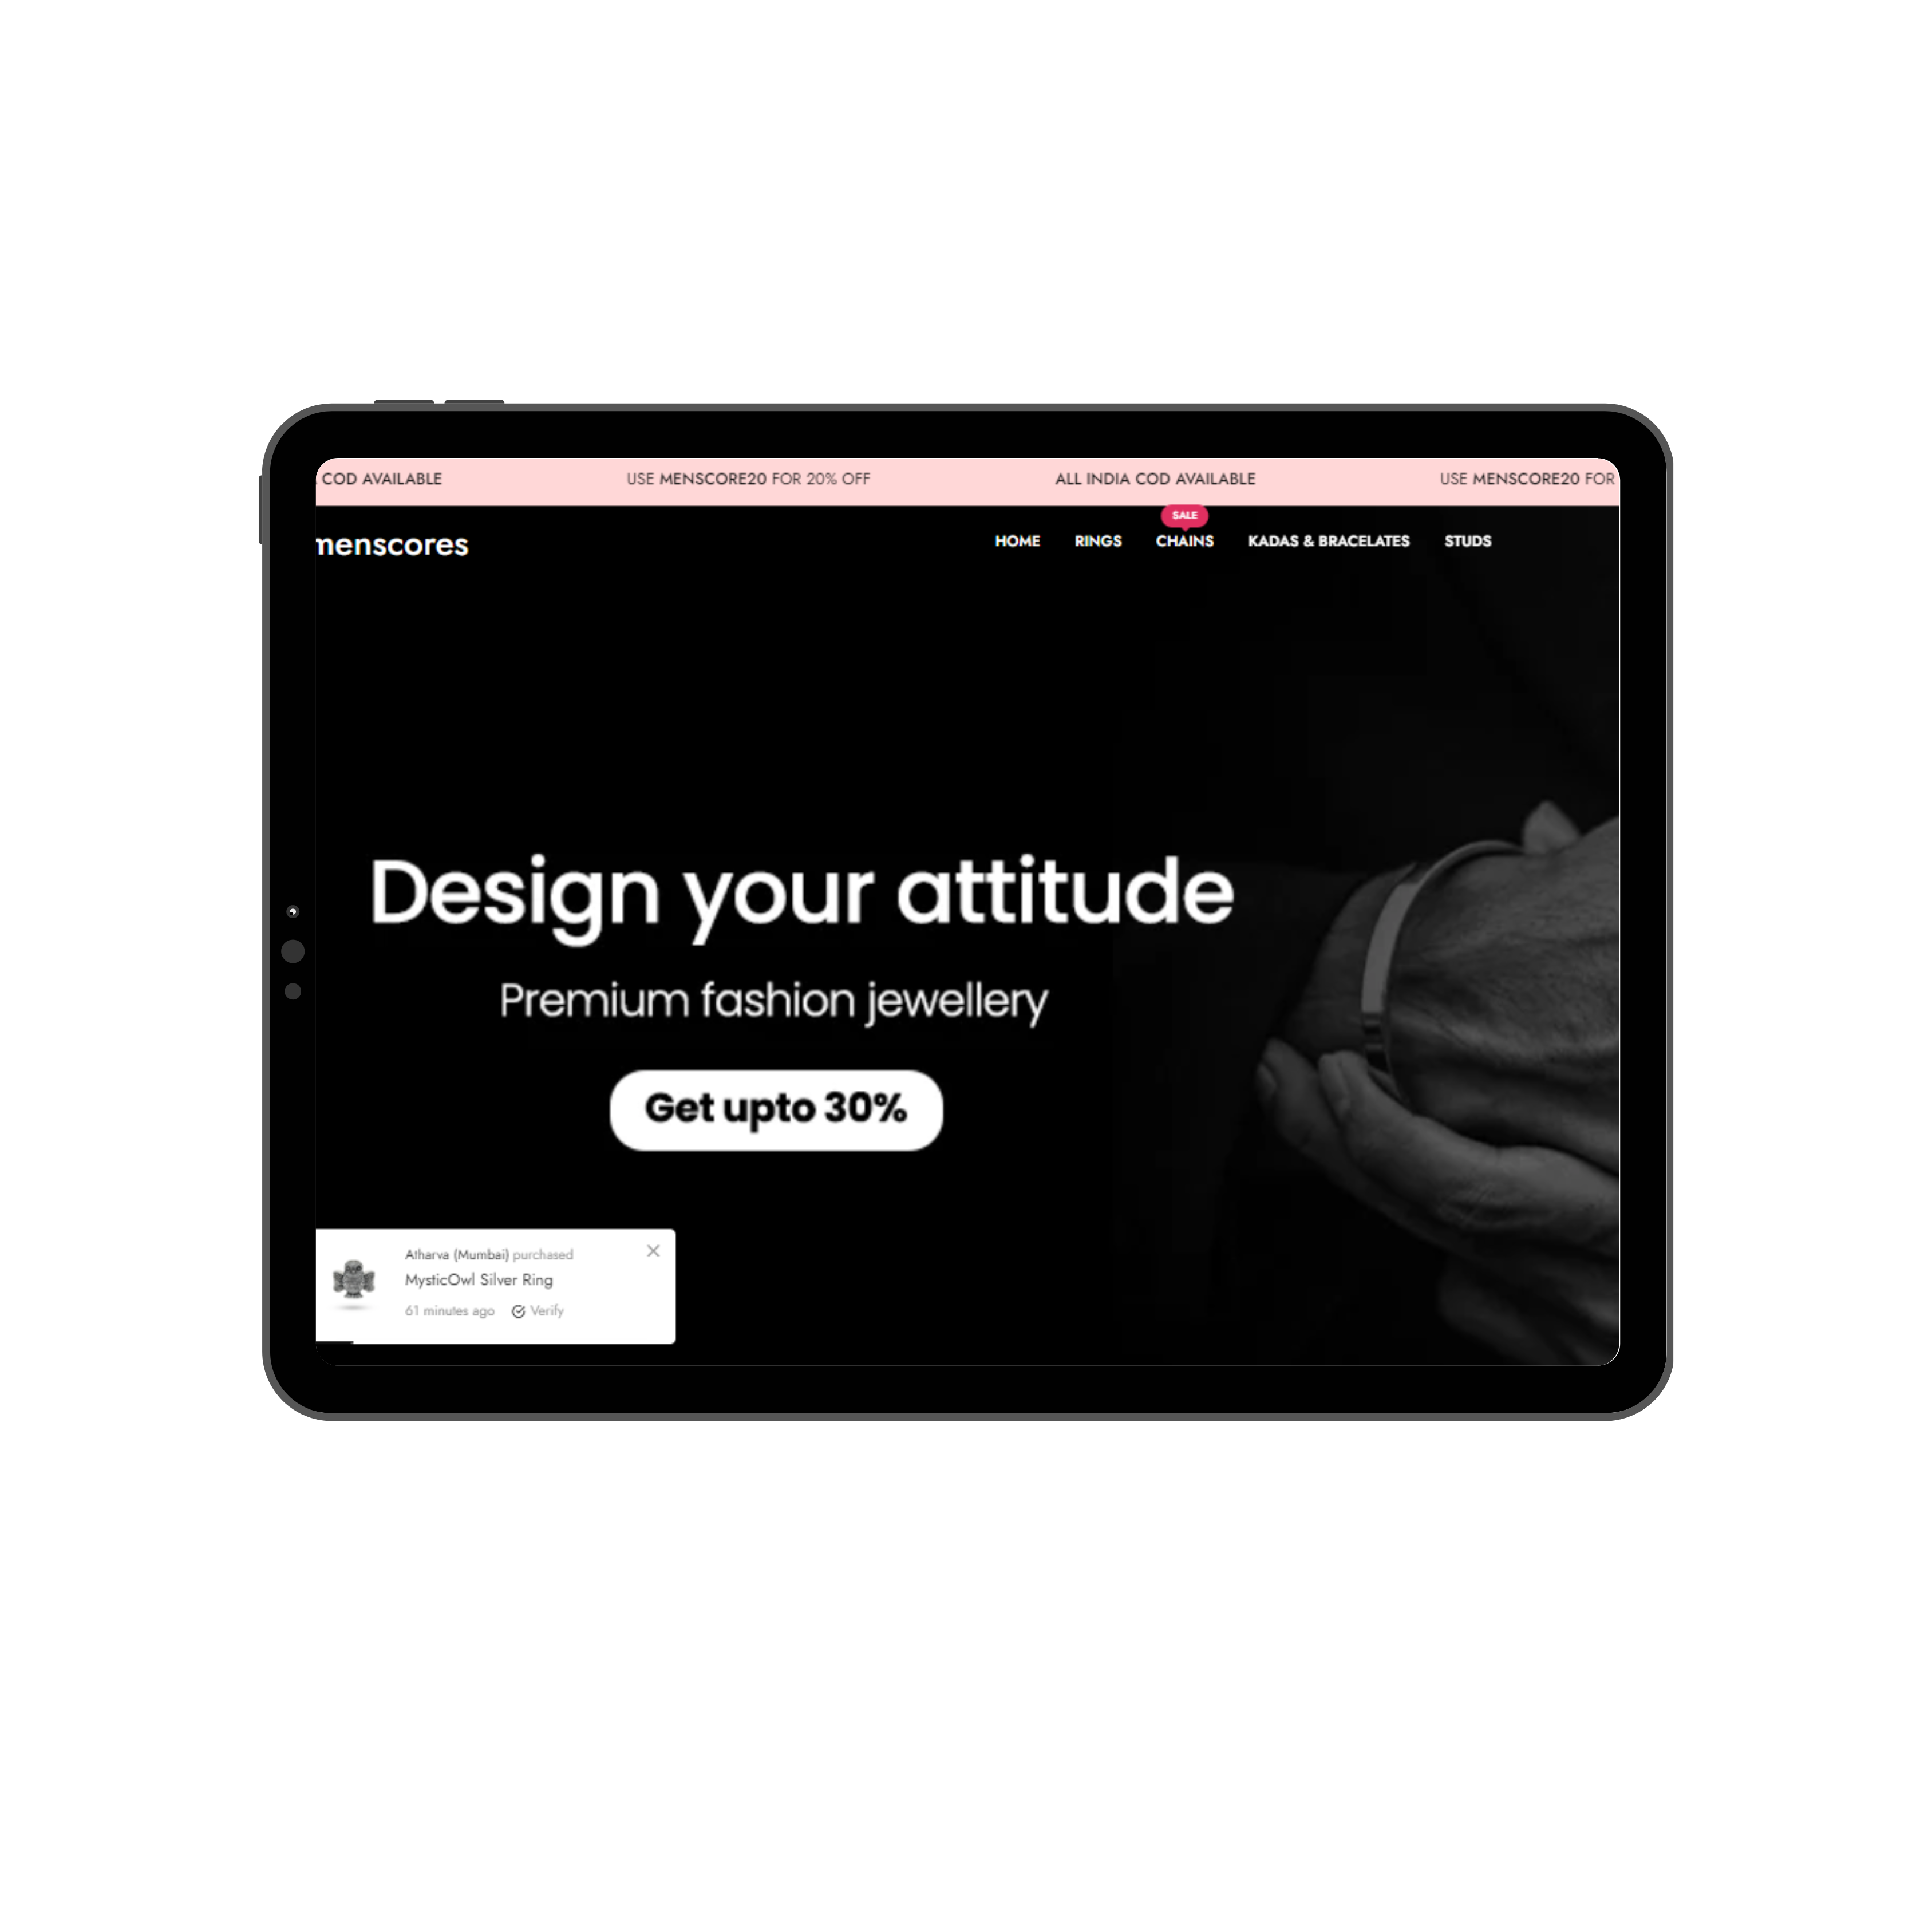 COD AVAILABLE USE MENSCORE20 FOR 20% OFF ALL INDIA COD AVAILABLE USE MENSCORE20 FOR
SALE
menscores HOME RINGS CHAINS KADAS & BRACELATES STUDS
Design your attitude
Premium fashion jewellery
Get upto 30%
Atharva (Mumbai) purchased
MysticOwl Silver Ring
61 minutes ago Verify